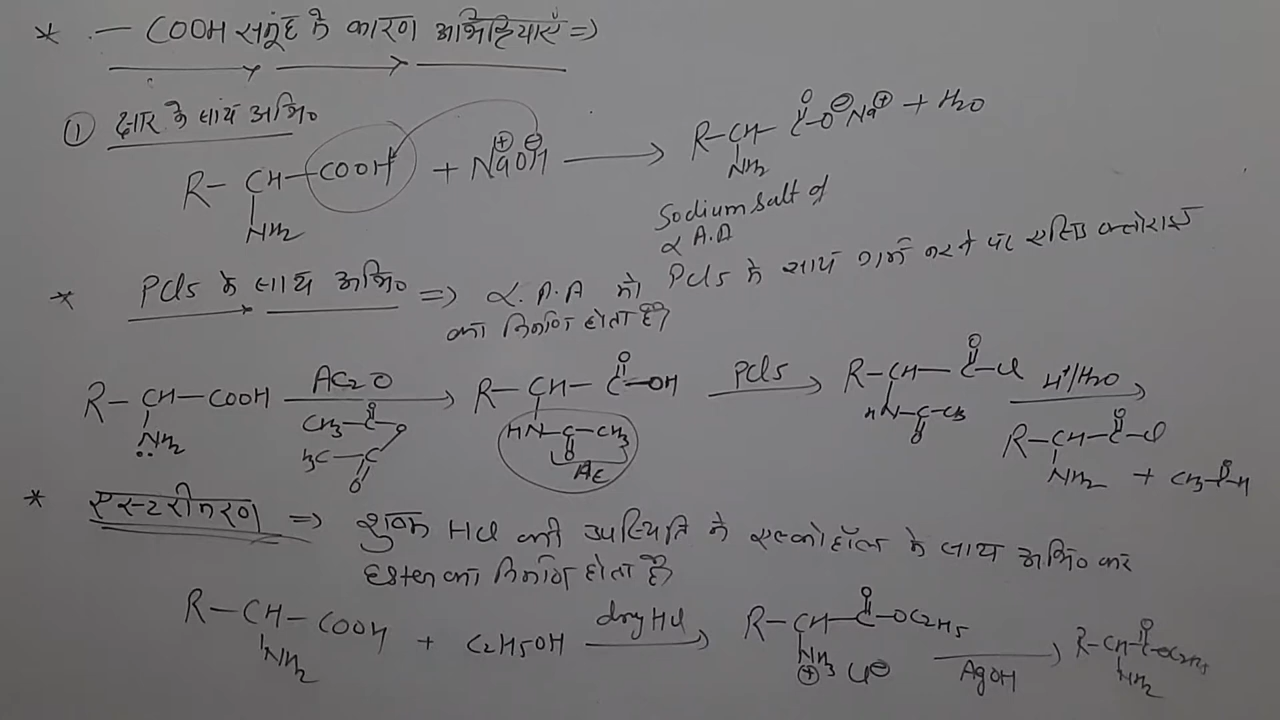 * – COOH समूह के कारण अभिक्रियाएं ⇒
① क्षार के साथ अभि०
R – CH – COOH + Na⊕OH⊖ ⟶ R – CH – C – O⊖ Na⊕ + H2O
O
NH2
NH2
Sodium salt of
α A.A
* PCl5 के साथ अभि० ⇒ α. A.A को PCl5 के साथ गर्म करने पर एसिड क्लोराइड
का निर्माण होता है।
R – CH – COOH ⟶ R – CH – C – OH ⟶ R – CH – C – Cl ⟶
AC2O
PCl5
H+/H2O
O
O
NH2
CH3 – C
O
O
H3C – C
O
HN – C – CH3
O
AC
HN – C – CH3
O
R – CH – C – Cl
O
NH2 + CH3 – C – H
O
* एस्टरीकरण ⇒ शुष्क HCl की उपस्थिति में एल्कोहॉल के साथ अभि० कर
Ester का निर्माण होता है।
R – CH – COOH + C2H5OH ⟶ R – CH – C – OC2H5 ⟶ R – CH – C – OC2H5
dry HCl
O
O
NH2
NH3 Cl⊖
⊕
AgOH
NH2